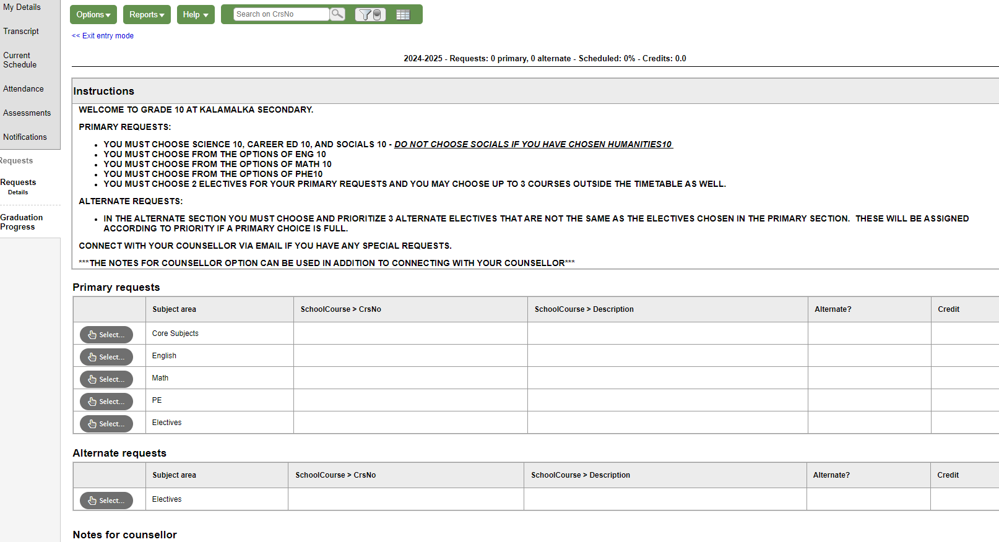 My Details
Transcript
Current
Schedule
Attendance
Assessments
Notifications
Requests
Requests
Details
Graduation
Progress
Options
Reports
Help
Search on CrsNo
<< Exit entry mode
2024-2025 - Requests: 0 primary, 0 alternate - Scheduled: 0% - Credits: 0.0
Instructions
WELCOME TO GRADE 10 AT KALAMALKA SECONDARY.
PRIMARY REQUESTS:
• YOU MUST CHOOSE SCIENCE 10, CAREER ED 10, AND SOCIALS 10 - DO NOT CHOOSE SOCIALS IF YOU HAVE CHOSEN HUMANITIES10
• YOU MUST CHOOSE FROM THE OPTIONS OF ENG 10
• YOU MUST CHOOSE FROM THE OPTIONS OF MATH 10
• YOU MUST CHOOSE FROM THE OPTIONS OF PHE10
• YOU MUST CHOOSE 2 ELECTIVES FOR YOUR PRIMARY REQUESTS AND YOU MAY CHOOSE UP TO 3 COURSES OUTSIDE THE TIMETABLE AS WELL.
ALTERNATE REQUESTS:
• IN THE ALTERNATE SECTION YOU MUST CHOOSE AND PRIORITIZE 3 ALTERNATE ELECTIVES THAT ARE NOT THE SAME AS THE ELECTIVES CHOSEN IN THE PRIMARY SECTION. THESE WILL BE ASSIGNED
ACCORDING TO PRIORITY IF A PRIMARY CHOICE IS FULL.
CONNECT WITH YOUR COUNSELLOR VIA EMAIL IF YOU HAVE ANY SPECIAL REQUESTS.
***THE NOTES FOR COUNSELLOR OPTION CAN BE USED IN ADDITION TO CONNECTING WITH YOUR COUNSELLOR***
Primary requests
Subject area SchoolCourse > CrsNo SchoolCourse > Description Alternate? Credit
Select... Core Subjects
Select... English
Select... Math
Select... PE
Select... Electives
Alternate requests
Subject area SchoolCourse > CrsNo SchoolCourse > Description Alternate? Credit
Select... Electives
Notes for counsellor